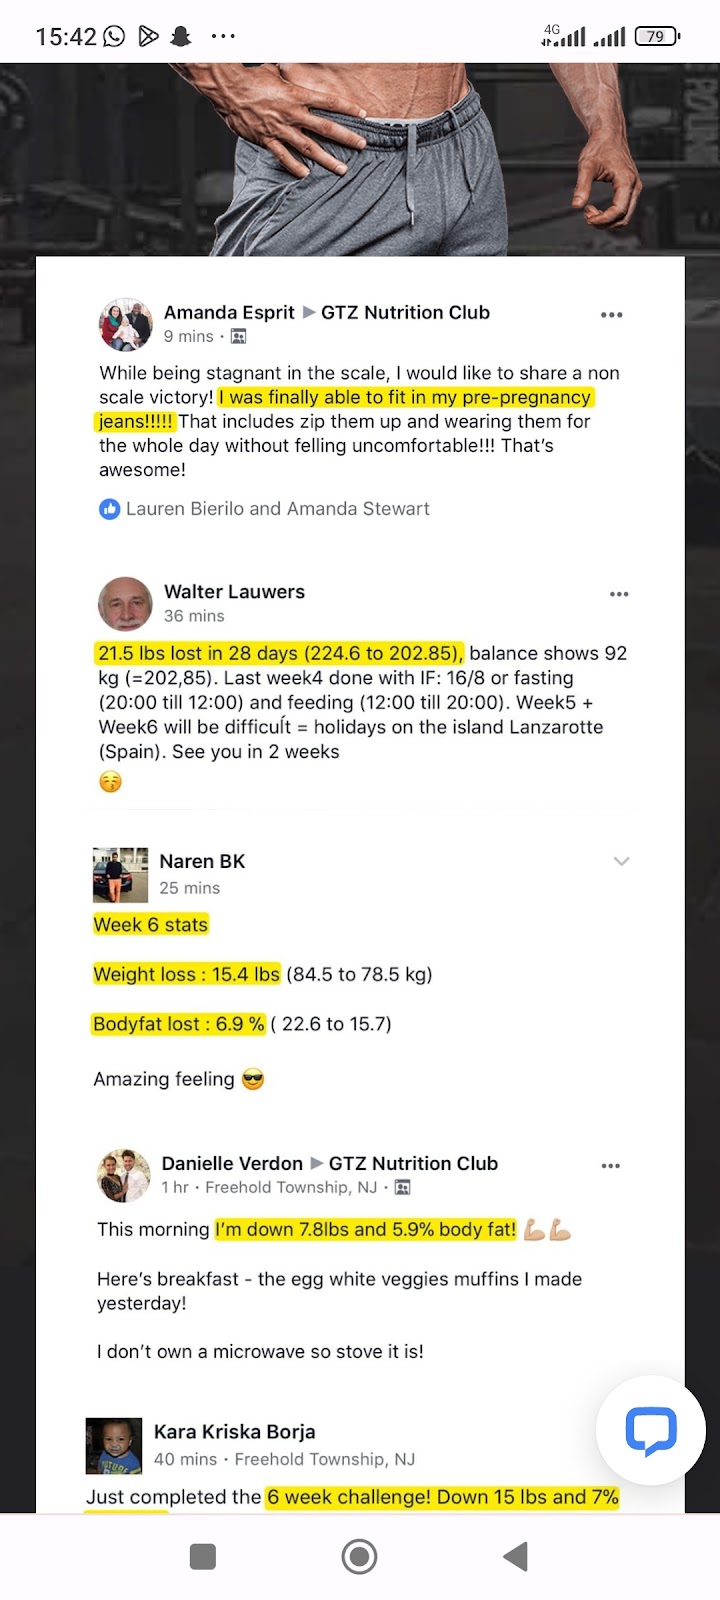 15:42
4G
79
Amanda Esprit ▶ GTZ Nutrition Club
9 mins ·
While being stagnant in the scale, I would like to share a non
scale victory! I was finally able to fit in my pre-pregnancy
jeans!!!!! That includes zip them up and wearing them for
the whole day without felling uncomfortable!!! That's
awesome!
Lauren Bierilo and Amanda Stewart
Walter Lauwers
36 mins
21.5 lbs lost in 28 days (224.6 to 202.85), balance shows 92
kg (=202,85). Last week4 done with IF: 16/8 or fasting
(20:00 till 12:00) and feeding (12:00 till 20:00). Week5 +
Week6 will be difficult = holidays on the island Lanzarotte
(Spain). See you in 2 weeks
😚
Naren BK
25 mins
Week 6 stats
Weight loss : 15.4 lbs (84.5 to 78.5 kg)
Bodyfat lost : 6.9 % ( 22.6 to 15.7)
Amazing feeling 😎
Danielle Verdon ▶ GTZ Nutrition Club
1 hr · Freehold Township, NJ ·
This morning I'm down 7.8lbs and 5.9% body fat! 💪🏼💪🏼
Here's breakfast - the egg white veggies muffins I made
yesterday!
I don't own a microwave so stove it is!
Kara Kriska Borja
40 mins · Freehold Township, NJ
Just completed the 6 week challenge! Down 15 lbs and 7%